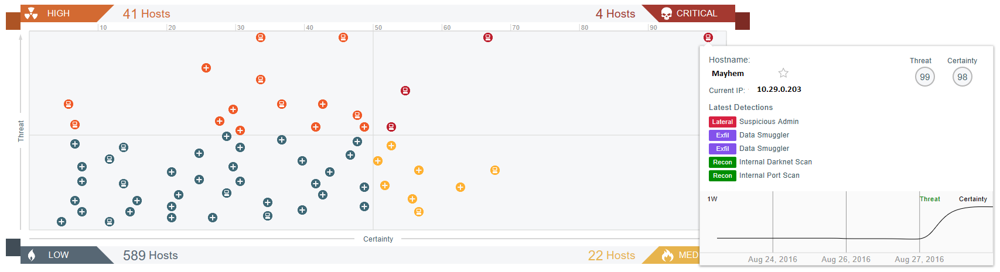 HIGH
41 Hosts
4 Hosts
CRITICAL
10 20 30 40 50 60 70 80 90
Threat
Certainty
LOW
589 Hosts
22 Hosts
MED
Hostname:
Mayhem
Current IP:
10.29.0.203
Threat Certainty
99 98
Latest Detections
Lateral Suspicious Admin
Exfil Data Smuggler
Exfil Data Smuggler
Recon Internal Darknet Scan
Recon Internal Port Scan
1W
Threat
Certainty
Aug 24, 2016 Aug 26, 2016 Aug 27, 2016